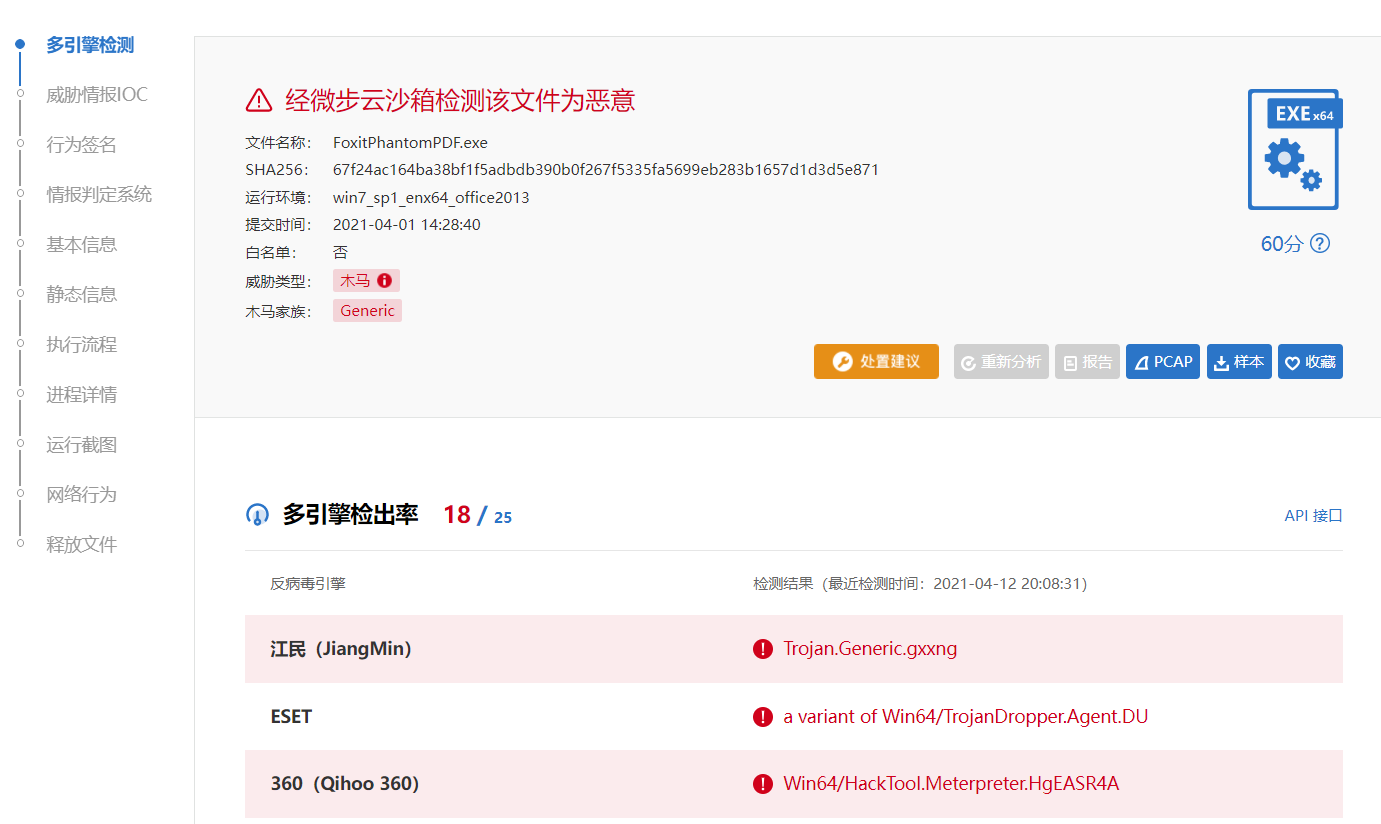 多引擎检测
威胁情报IOC
行为签名
情报判定系统
基本信息
静态信息
执行流程
进程详情
运行截图
网络行为
释放文件
经微步云沙箱检测该文件为恶意
文件名称： FoxitPhantomPDF.exe
SHA256： 67f24ac164ba38bf1f5adbdb390b0f267f5335fa5699eb283b1657d1d3d5e871
运行环境： win7_sp1_enx64_office2013
提交时间： 2021-04-01 14:28:40
白名单： 否
威胁类型： 木马
木马家族： Generic
EXE x64
60分 ?
处置建议 重新分析 报告 PCAP 样本 收藏
多引擎检出率 18 / 25 API 接口
反病毒引擎 检测结果（最近检测时间：2021-04-12 20:08:31）
江民（JiangMin） Trojan.Generic.gxxng
ESET a variant of Win64/TrojanDropper.Agent.DU
360（Qihoo 360） Win64/HackTool.Meterpreter.HgEASR4A